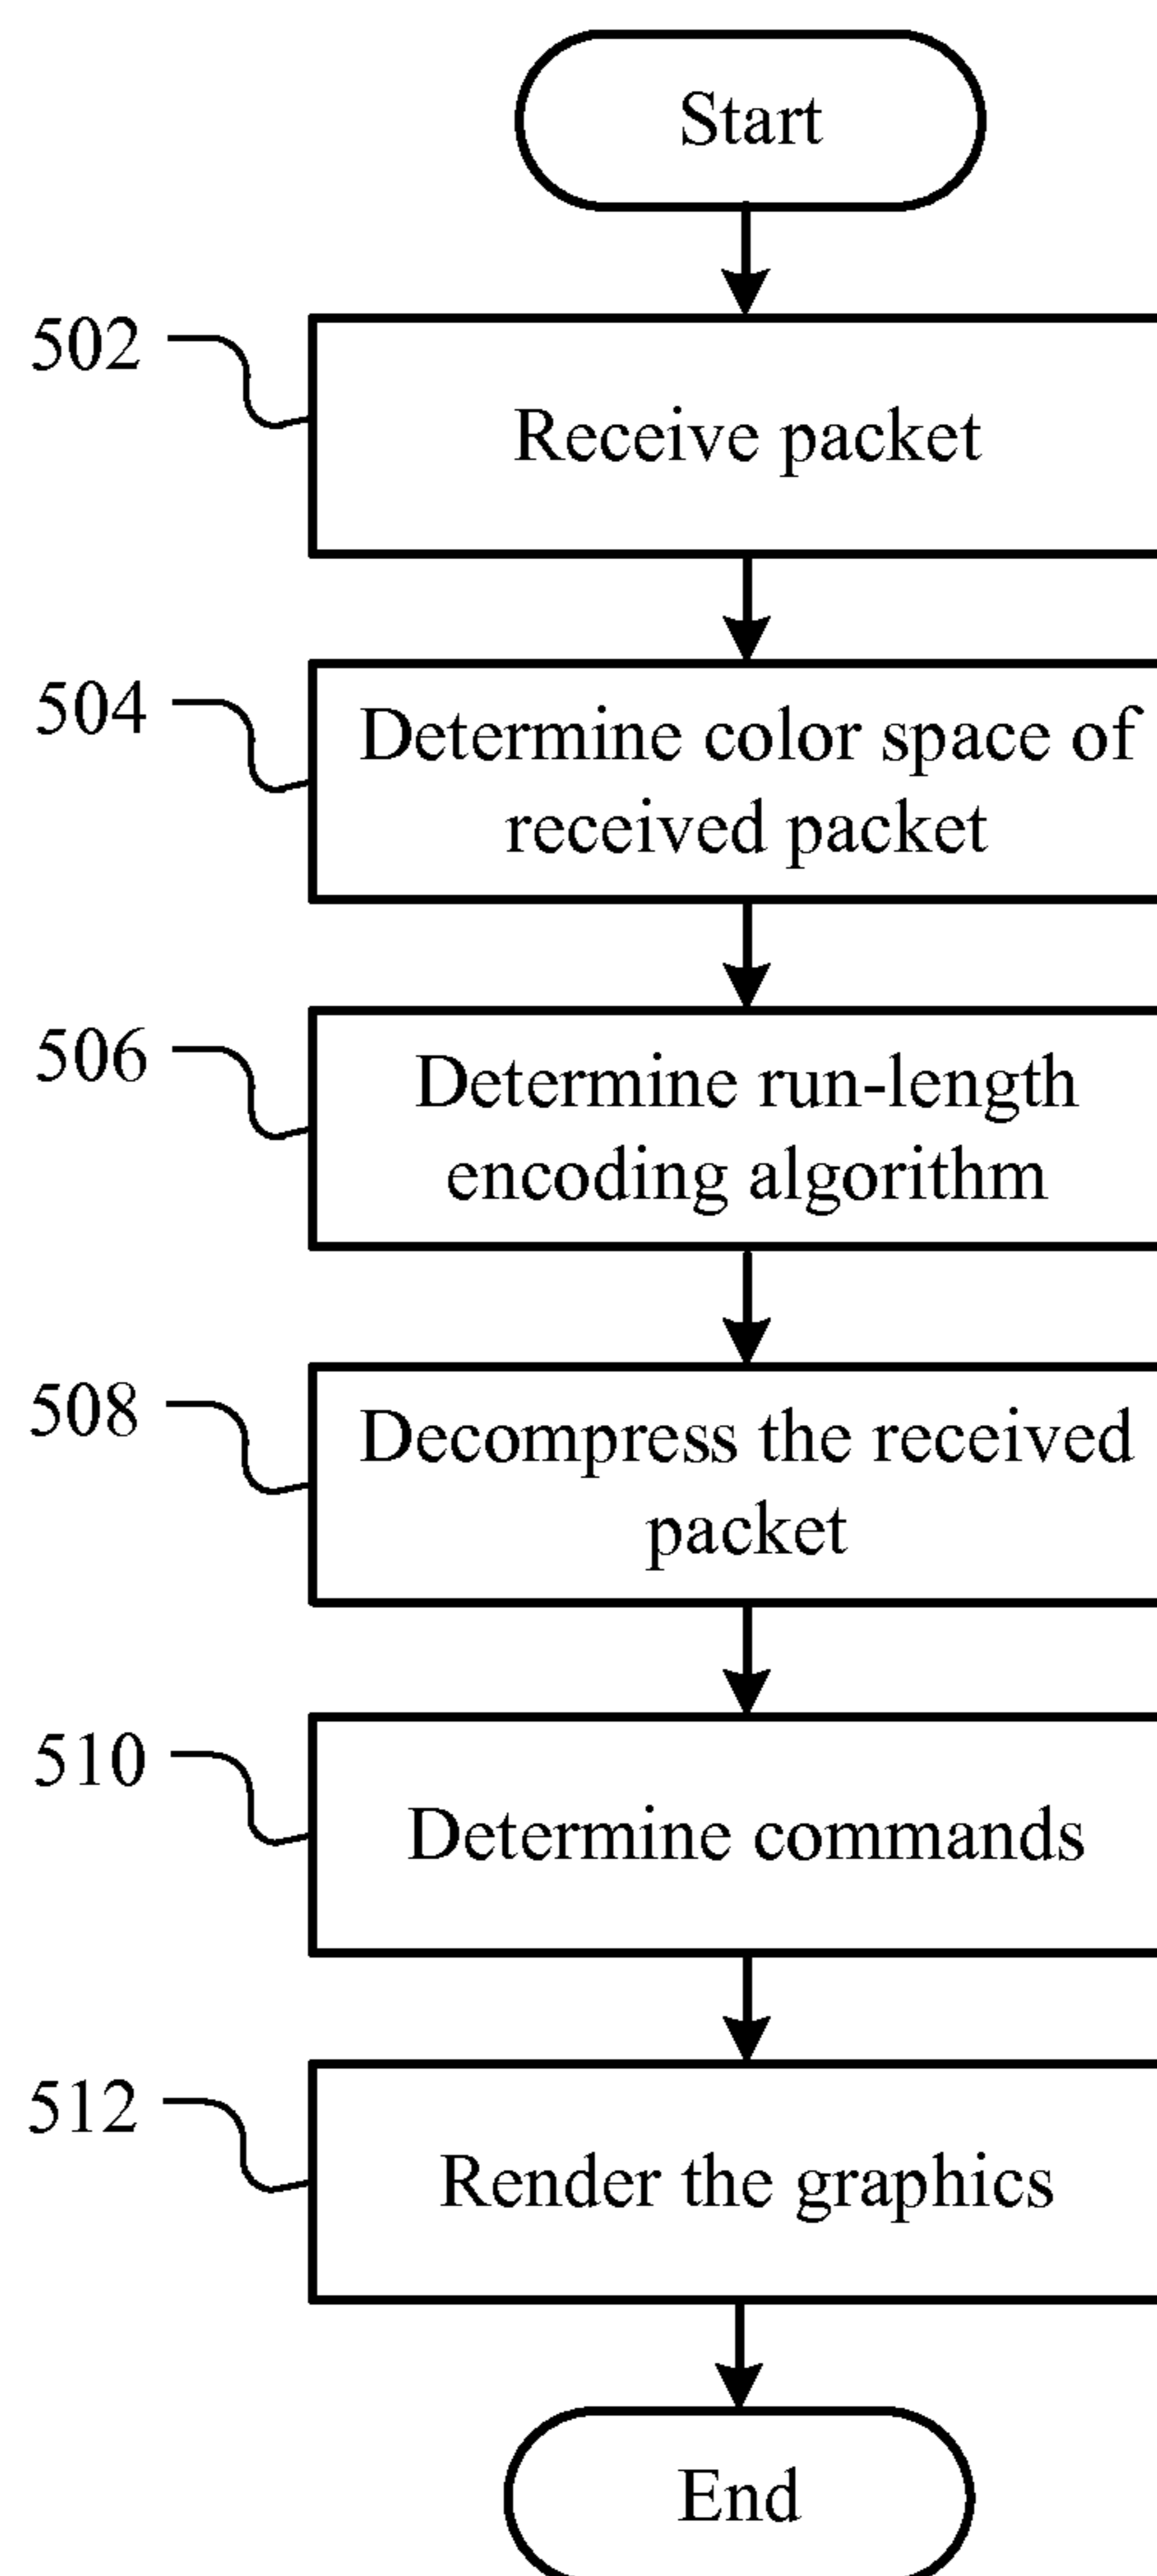 Start
502
Receive packet
504
Determine color space of
received packet
506
Determine run-length
encoding algorithm
508
Decompress the received
packet
510
Determine commands
512
Render the graphics
End